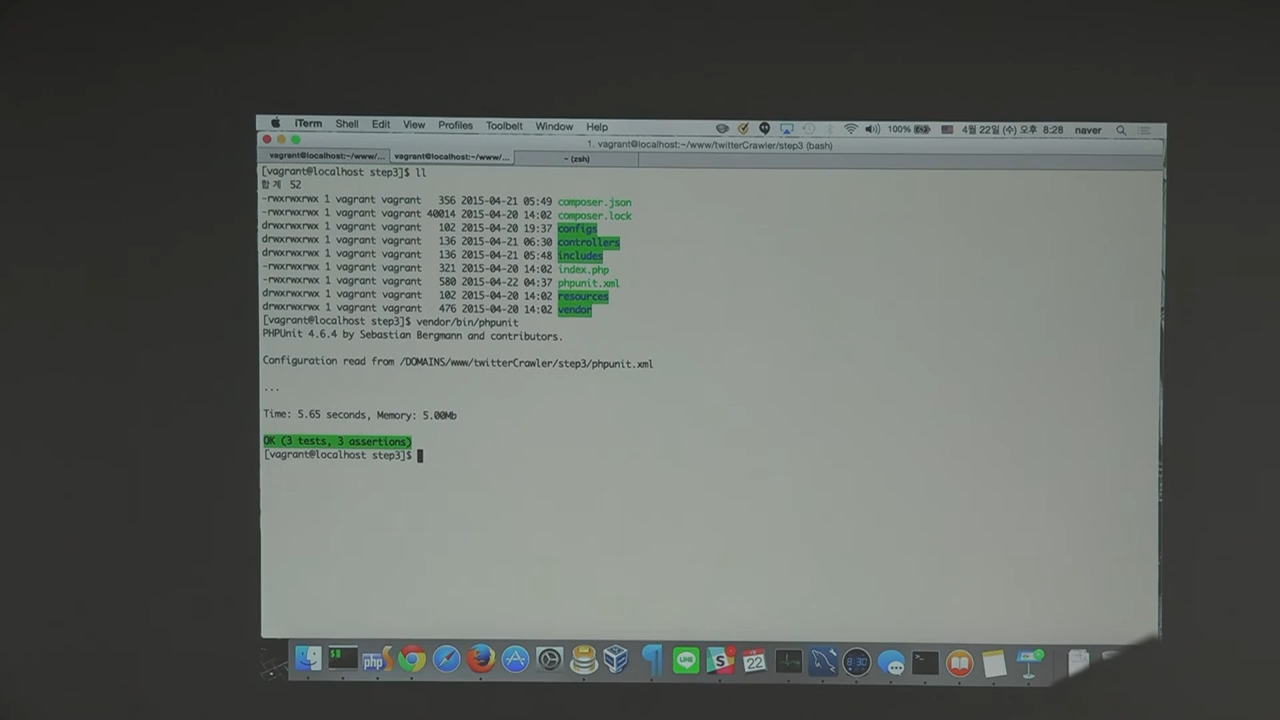 iTerm Shell Edit View Profiles Toolbelt Window Help 100% 4월 22일 (수) 오후 8:28 naver
1. vagrant@localhost:~/www/twitterCrawler/step3 (bash)
vagrant@localhost:~/www/... vagrant@localhost:~/www/... ~ (zsh)
[vagrant@localhost step3]$ ll
합계 52
-rwxrwxrwx 1 vagrant vagrant 356 2015-04-21 05:49 composer.json
-rwxrwxrwx 1 vagrant vagrant 40014 2015-04-20 14:02 composer.lock
drwxrwxrwx 1 vagrant vagrant 102 2015-04-20 19:37 configs
drwxrwxrwx 1 vagrant vagrant 136 2015-04-21 06:30 controllers
drwxrwxrwx 1 vagrant vagrant 136 2015-04-21 05:48 includes
-rwxrwxrwx 1 vagrant vagrant 321 2015-04-20 14:02 index.php
-rwxrwxrwx 1 vagrant vagrant 580 2015-04-22 04:37 phpunit.xml
drwxrwxrwx 1 vagrant vagrant 102 2015-04-20 14:02 resources
drwxrwxrwx 1 vagrant vagrant 476 2015-04-20 14:02 vendor
[vagrant@localhost step3]$ vendor/bin/phpunit
PHPUnit 4.6.4 by Sebastian Bergmann and contributors.
Configuration read from /DOMAINS/www/twitterCrawler/step3/phpunit.xml
...
Time: 5.65 seconds, Memory: 5.00Mb
OK (3 tests, 3 assertions)
[vagrant@localhost step3]$
php LINE S 22 8:30